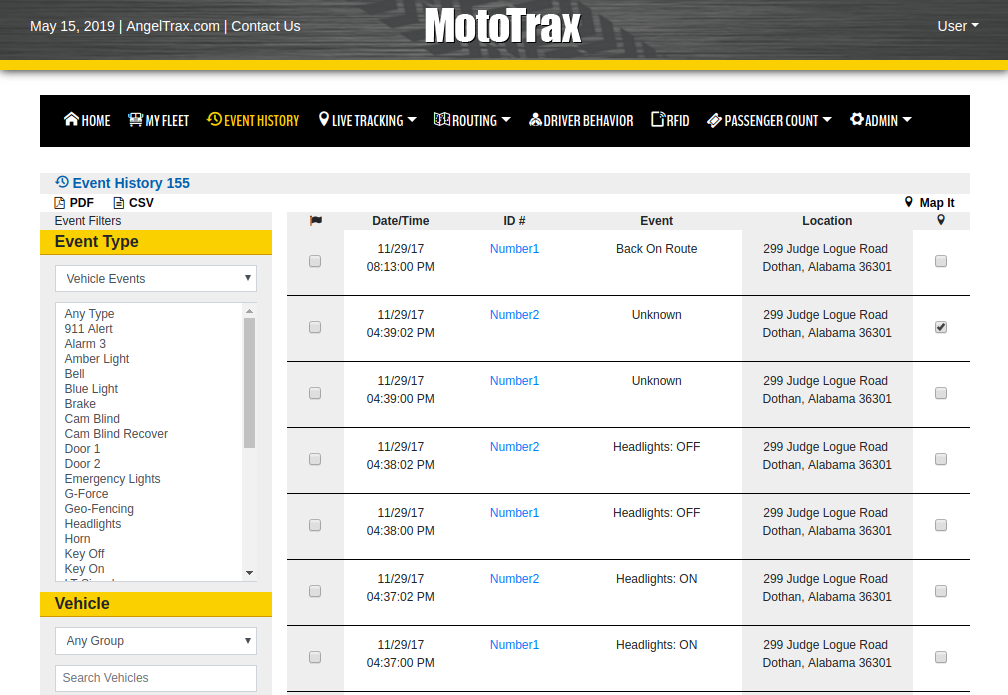 May 15, 2019 | AngelTrax.com | Contact Us
MotoTrax
User
HOME MY FLEET EVENT HISTORY LIVE TRACKING ROUTING DRIVER BEHAVIOR RFID PASSENGER COUNT ADMIN
Event History 155
PDF CSV Map It
Event Filters
Event Type
Vehicle Events
Any Type
911 Alert
Alarm 3
Amber Light
Bell
Blue Light
Brake
Cam Blind
Cam Blind Recover
Door 1
Door 2
Emergency Lights
G-Force
Geo-Fencing
Headlights
Horn
Key Off
Key On
Vehicle
Any Group
Search Vehicles
Date/Time ID # Event Location
11/29/17 Number1 Back On Route 299 Judge Logue Road
08:13:00 PM Dothan, Alabama 36301
11/29/17 Number2 Unknown 299 Judge Logue Road
04:39:02 PM Dothan, Alabama 36301
11/29/17 Number1 Unknown 299 Judge Logue Road
04:39:00 PM Dothan, Alabama 36301
11/29/17 Number2 Headlights: OFF 299 Judge Logue Road
04:38:02 PM Dothan, Alabama 36301
11/29/17 Number1 Headlights: OFF 299 Judge Logue Road
04:38:00 PM Dothan, Alabama 36301
11/29/17 Number2 Headlights: ON 299 Judge Logue Road
04:37:02 PM Dothan, Alabama 36301
11/29/17 Number1 Headlights: ON 299 Judge Logue Road
04:37:00 PM Dothan, Alabama 36301